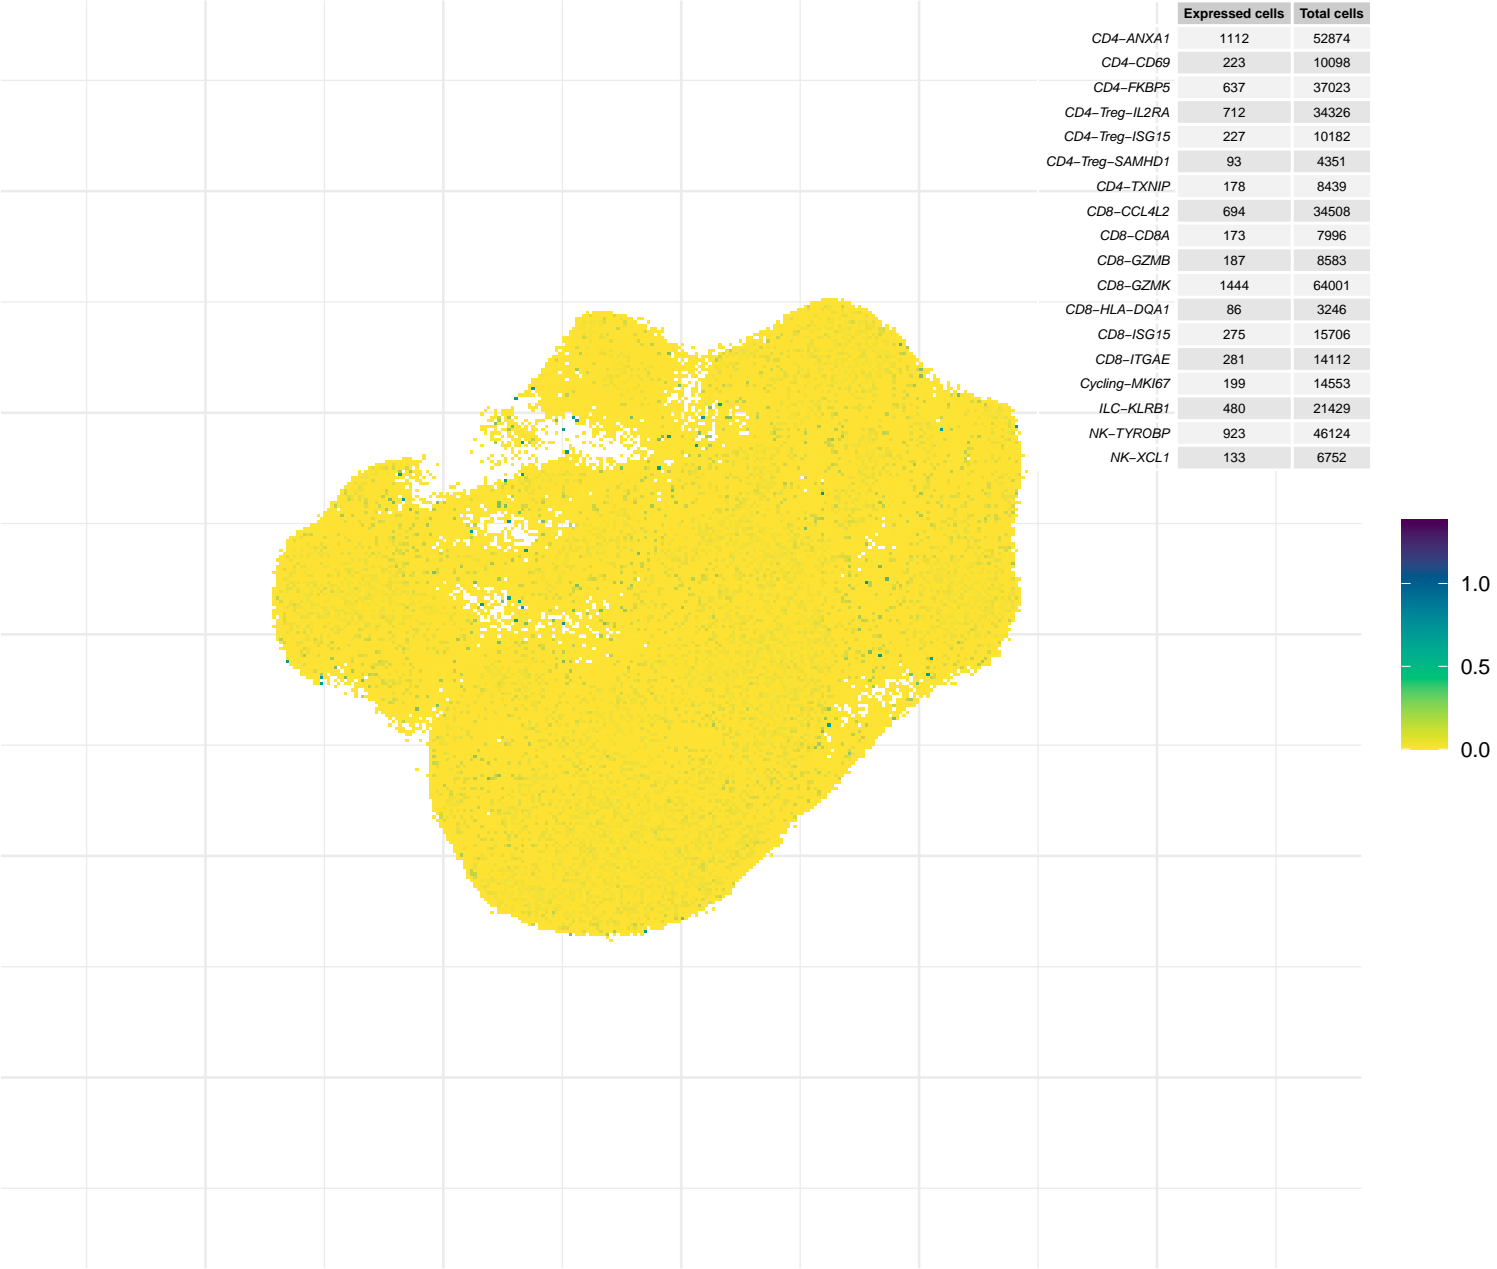 Expressed cells Total cells
CD4−ANXA1 1112 52874
CD4−CD69 223 10098
CD4−FKBP5 637 37023
CD4−Treg−IL2RA 712 34326
CD4−Treg−ISG15 227 10182
CD4−Treg−SAMHD1 93 4351
CD4−TXNIP 178 8439
CD8−CCL4L2 694 34508
CD8−CD8A 173 7996
CD8−GZMB 187 8583
CD8−GZMK 1444 64001
CD8−HLA−DQA1 86 3246
CD8−ISG15 275 15706
CD8−ITGAE 281 14112
Cycling−MKI67 199 14553
ILC−KLRB1 480 21429
NK−TYROBP 923 46124
NK−XCL1 133 6752
1.0
0.5
0.0